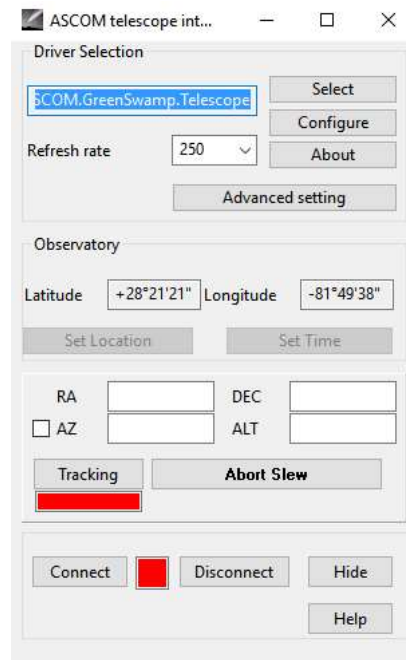 ASCOM telescope int...
Driver Selection
SCOM.GreenSwamp.Telescope
Select
Configure
Refresh rate
250
About
Advanced setting
Observatory
Latitude
+28°21'21"
Longitude
-81°49'38"
Set Location
Set Time
RA
DEC
AZ
ALT
Tracking
Abort Slew
Connect
Disconnect
Hide
Help